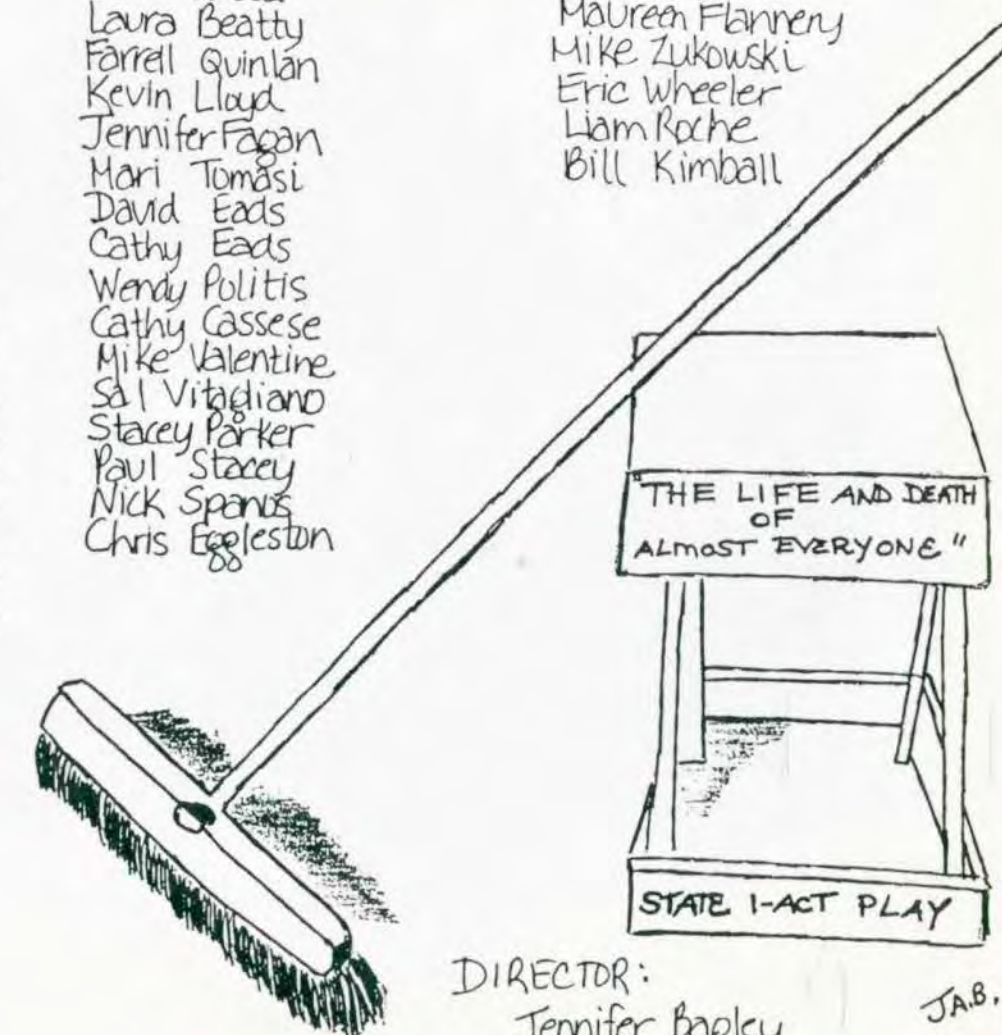 Laura Beatty
Farrell Quinlan
Kevin Lloyd
Jennifer Fagan
Mari Tomasi
David Eads
Cathy Eads
Wendy Politis
Cathy Cassese
Mike Valentine
Sal Vitagliano
Stacey Parker
Paul Stacey
Nick Spanos
Chris Eggleston
Maureen Flannery
Mike Zukowski
Eric Wheeler
Liam Roche
Bill Kimball
"THE LIFE AND DEATH
OF
ALMOST EVERYONE"
STATE 1-ACT PLAY
DIRECTOR:
Jennifer Bagley
J.A.B.